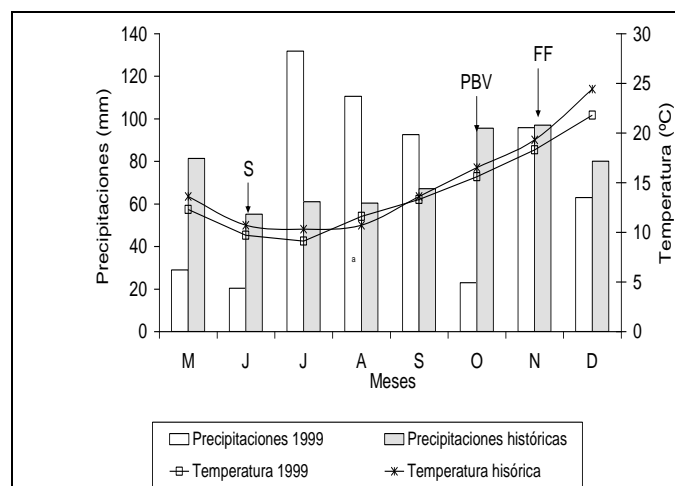 140 30
120 25
FF
PBV
100 20
80 15
S
60
40 10
a
20 5
0 0
Precipitaciones (mm)
Temperatura (ºC)
M J J A S O N D
Meses
Precipitaciones 1999 Precipitaciones históricas
Temperatura 1999 Temperatura hisórica